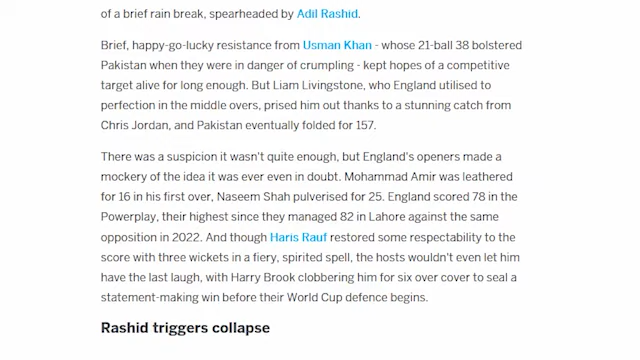 of a brief rain break, spearheaded by Adil Rashid.
Brief, happy-go-lucky resistance from Usman Khan - whose 21-ball 38 bolstered
Pakistan when they were in danger of crumpling - kept hopes of a competitive
target alive for long enough. But Liam Livingstone, who England utilised to
perfection in the middle overs, prised him out thanks to a stunning catch from
Chris Jordan, and Pakistan eventually folded for 157.
There was a suspicion it wasn't quite enough, but England's openers made a
mockery of the idea it was ever even in doubt. Mohammad Amir was leathered
for 16 in his first over, Naseem Shah pulverised for 25. England scored 78 in the
Powerplay, their highest since they managed 82 in Lahore against the same
opposition in 2022. And though Haris Rauf restored some respectability to the
score with three wickets in a fiery, spirited spell, the hosts wouldn't even let him
have the last laugh, with Harry Brook clobbering him for six over cover to seal a
statement-making win before their World Cup defence begins.
Rashid triggers collapse